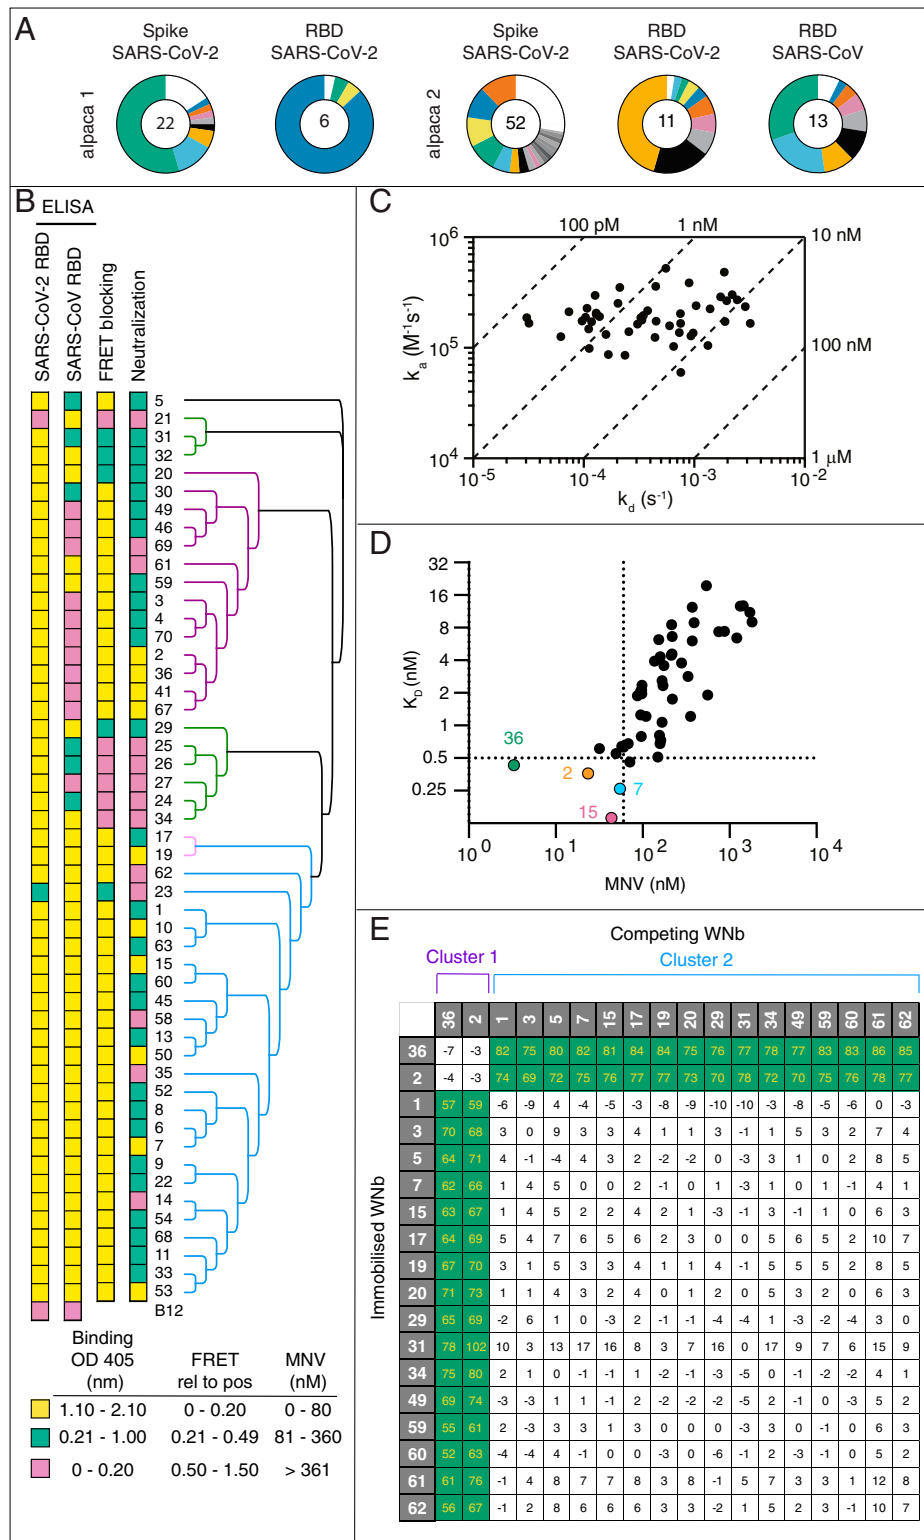 A
Spike
SARS-CoV-2
RBD
SARS-CoV-2
Spike
SARS-CoV-2
RBD
SARS-CoV-2
RBD
SARS-CoV
alpaca 1
22
6
alpaca 2
52
11
13
B
ELISA
SARS-CoV-2 RBD
SARS-CoV RBD
FRET blocking
Neutralization
5
21
31
32
20
30
49
46
69
61
59
3
4
70
2
36
41
67
29
25
26
27
24
34
17
19
62
23
1
10
63
15
60
45
58
13
50
35
52
8
6
7
9
22
14
54
68
11
33
53
B12
Binding
OD 405
(nm)
FRET
rel to pos
MNV
(nM)
1.10 - 2.10 0 - 0.20 0 - 80
0.21 - 1.00 0.21 - 0.49 81 - 360
0 - 0.20 0.50 - 1.50 > 361
C
100 pM 1 nM 10 nM
100 nM
1 μM
10⁶
10⁵
10⁴
kₐ (M⁻¹s⁻¹)
10⁻⁵ 10⁻⁴ 10⁻³ 10⁻²
k_d (s⁻¹)
D
32
16
8
4
2
1
0.5
0.25
K_D (nM)
36
2
7
15
10⁰ 10¹ 10² 10³ 10⁴
MNV (nM)
E
Competing WNb
Cluster 1
Cluster 2
Immobilised WNb
36 2 1 3 5 7 15 17 19 20 29 31 34 49 59 60 61 62
36 -7 -3 82 75 80 82 81 84 84 75 76 77 78 77 83 83 86 85
2 -4 -3 74 69 72 75 76 77 77 73 70 78 72 70 75 76 78 77
1 57 59 -6 -9 4 -4 -5 -3 -8 -9 -10 -10 -3 -8 -5 -6 0 -3
3 70 68 3 0 9 3 3 4 1 1 3 -1 1 5 3 2 7 4
5 64 71 4 -1 -4 4 3 2 -2 -2 0 -3 3 1 0 2 8 5
7 62 66 1 4 5 0 0 2 -1 0 1 -3 1 0 1 -1 4 1
15 63 67 1 4 5 2 2 4 2 1 -3 -1 -3 -1 1 0 6 3
17 64 69 5 4 7 6 5 6 2 3 0 0 5 6 5 2 10 7
19 67 70 3 1 5 3 3 4 1 1 4 -1 5 5 5 2 8 5
20 71 73 1 1 4 3 2 4 0 1 2 0 5 3 2 0 6 3
29 65 69 -2 6 1 0 -3 2 -1 -1 -4 -4 1 -3 -2 -4 3 0
31 78 102 10 3 13 17 16 8 3 7 16 0 17 9 7 6 15 9
34 75 80 2 1 0 -1 -1 1 -2 -1 -3 -5 0 -1 -2 -2 4 1
49 69 74 -3 -3 1 1 -1 2 -2 -2 -2 -5 2 -1 0 -3 5 2
59 55 61 2 -3 3 3 1 3 0 0 0 -3 3 0 -1 0 6 3
60 52 63 -4 -4 4 -1 0 0 -3 0 -6 -1 2 -3 -1 0 5 2
61 61 76 -1 4 8 7 0 7 3 8 -1 5 7 3 3 1 12 8
62 56 67 -1 2 8 6 6 6 3 3 -2 1 5 2 3 -1 10 7